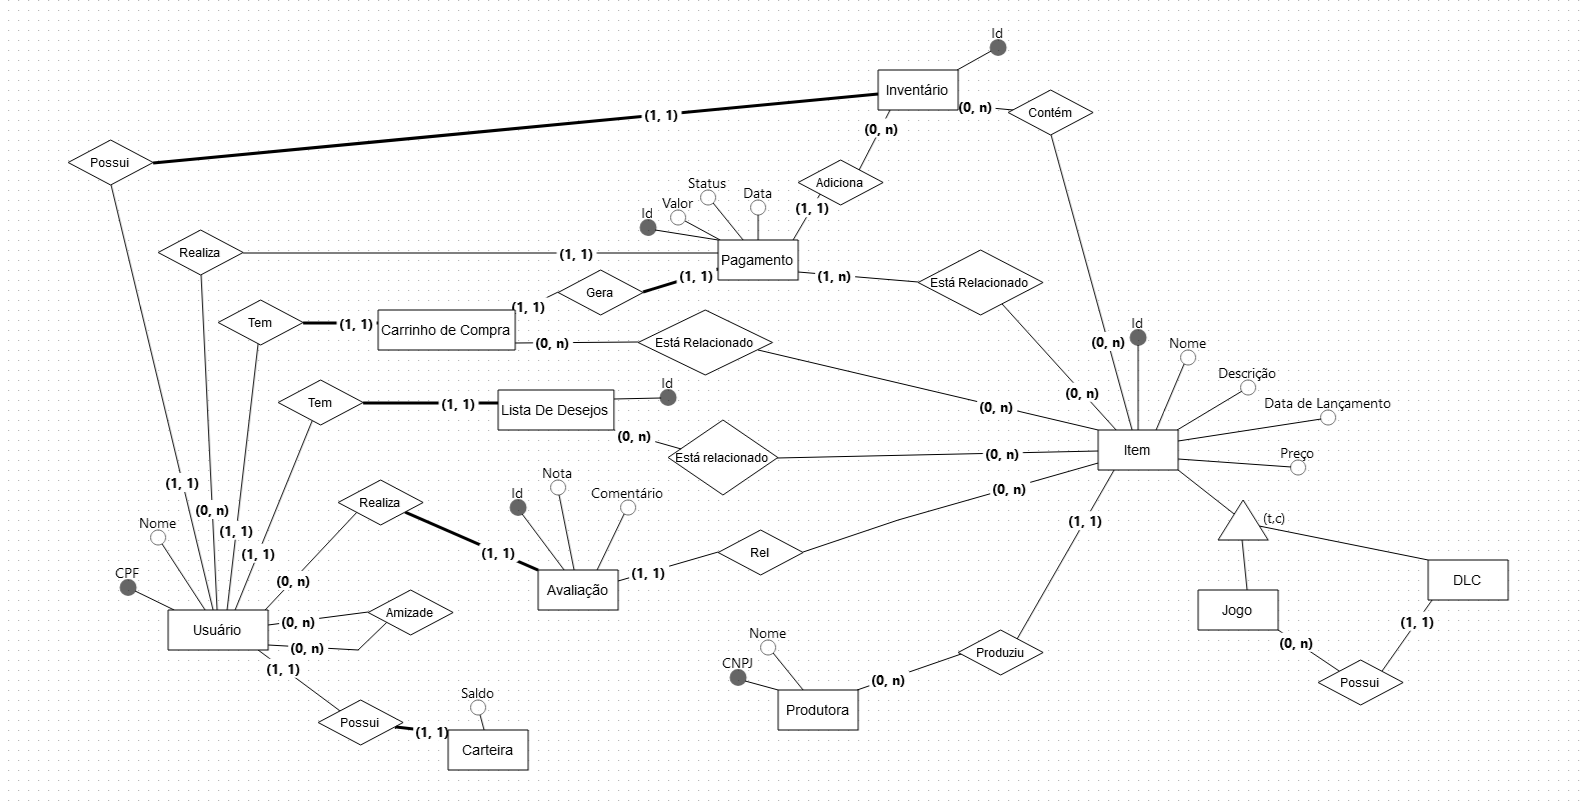 Id
Inventário
(0, n)
Contém
(1, 1)
(0, n)
Possui
Adiciona
Status
Data
Valor
Id
(1, 1)
Realiza
(1, 1)
Pagamento
(1, 1)
(1, n)
Está Relacionado
Gera
(1, 1)
Tem
(1, 1)
Carrinho de Compra
(0, n)
Está Relacionado
(0, n)
Id
Nome
Descrição
Data de Lançamento
(0, n)
(0, n)
Id
Tem
(1, 1)
Lista De Desejos
(0, n)
Está relacionado
(0, n)
Item
Preço
(1, 1)
(0, n)
(1, 1)
(1, 1)
Realiza
Nota
Id
Comentário
(0, n)
(1, 1)
(t,c)
Nome
CPF
(1, 1)
Rel
(1, 1)
(0, n)
Avaliação
DLC
Jogo
Usuário
(0, n)
Amizade
(0, n)
(1, 1)
(0, n)
(1, 1)
Nome
CNPJ
Produziu
(0, n)
Possui
Saldo
Possui
(1, 1)
Carteira
Produtora